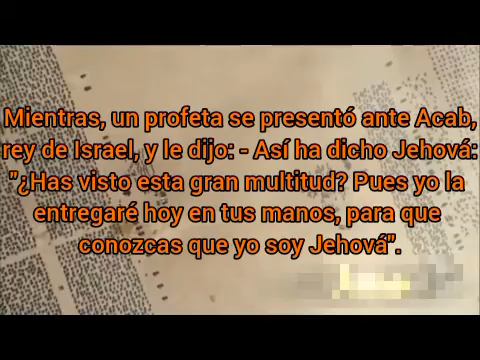 Mientras, un profeta se presentó ante Acab,
rey de Israel, y le dijo: - Así ha dicho Jehová:
"¿Has visto esta gran multitud? Pues yo la
entregaré hoy en tus manos, para que
conozcas que yo soy Jehová".